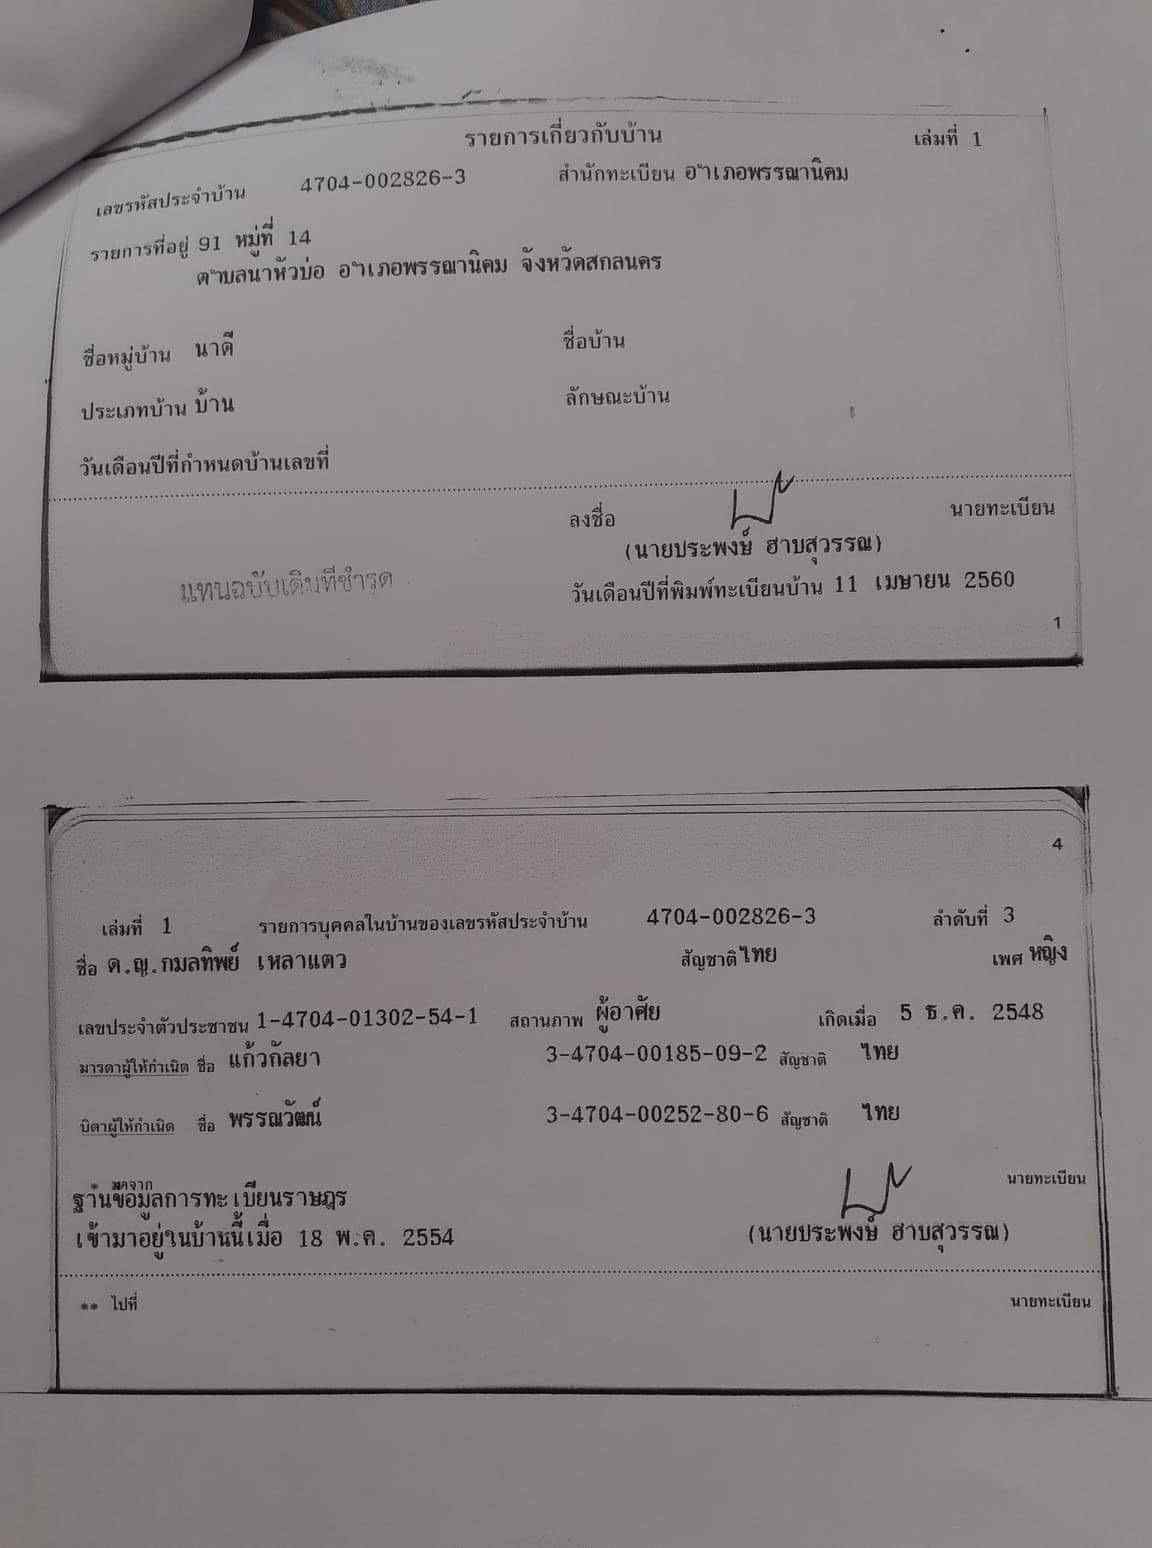 รายการเกี่ยวกับบ้าน เล่มที่ 1
เลขรหัสประจำบ้าน 4704-002826-3 สำนักทะเบียน อำเภอพรรณานิคม
รายการที่อยู่ 91 หมู่ที่ 14
ตำบลนาหัวบ่อ อำเภอพรรณานิคม จังหวัดสกลนคร
ชื่อหมู่บ้าน นาดี ชื่อบ้าน
ประเภทบ้าน บ้าน ลักษณะบ้าน
วันเดือนปีที่กำหนดบ้านเลขที่
ลงชื่อ นายทะเบียน
(นายประพงษ์ ฮาบสุวรรณ)
แทนฉบับเดิมที่ชำรุด วันเดือนปีที่พิมพ์ทะเบียนบ้าน 11 เมษายน 2560
1
4
เล่มที่ 1 รายการบุคคลในบ้านของเลขรหัสประจำบ้าน 4704-002826-3 ลำดับที่ 3
ชื่อ ด.ญ.กมลทิพย์ เหลาแตว สัญชาติ ไทย เพศ หญิง
เลขประจำตัวประชาชน 1-4704-01302-54-1 สถานภาพ ผู้อาศัย เกิดเมื่อ 5 ธ.ค. 2548
มารดาผู้ให้กำเนิด ชื่อ แก้วกัลยา 3-4704-00185-09-2 สัญชาติ ไทย
บิดาผู้ให้กำเนิด ชื่อ พรรณวัฒน์ 3-4704-00252-80-6 สัญชาติ ไทย
* มาจาก นายทะเบียน
ฐานข้อมูลการทะเบียนราษฎร
เข้ามาอยู่ในบ้านนี้เมื่อ 18 พ.ค. 2554 (นายประพงษ์ ฮาบสุวรรณ)
** ไปที่ นายทะเบียน